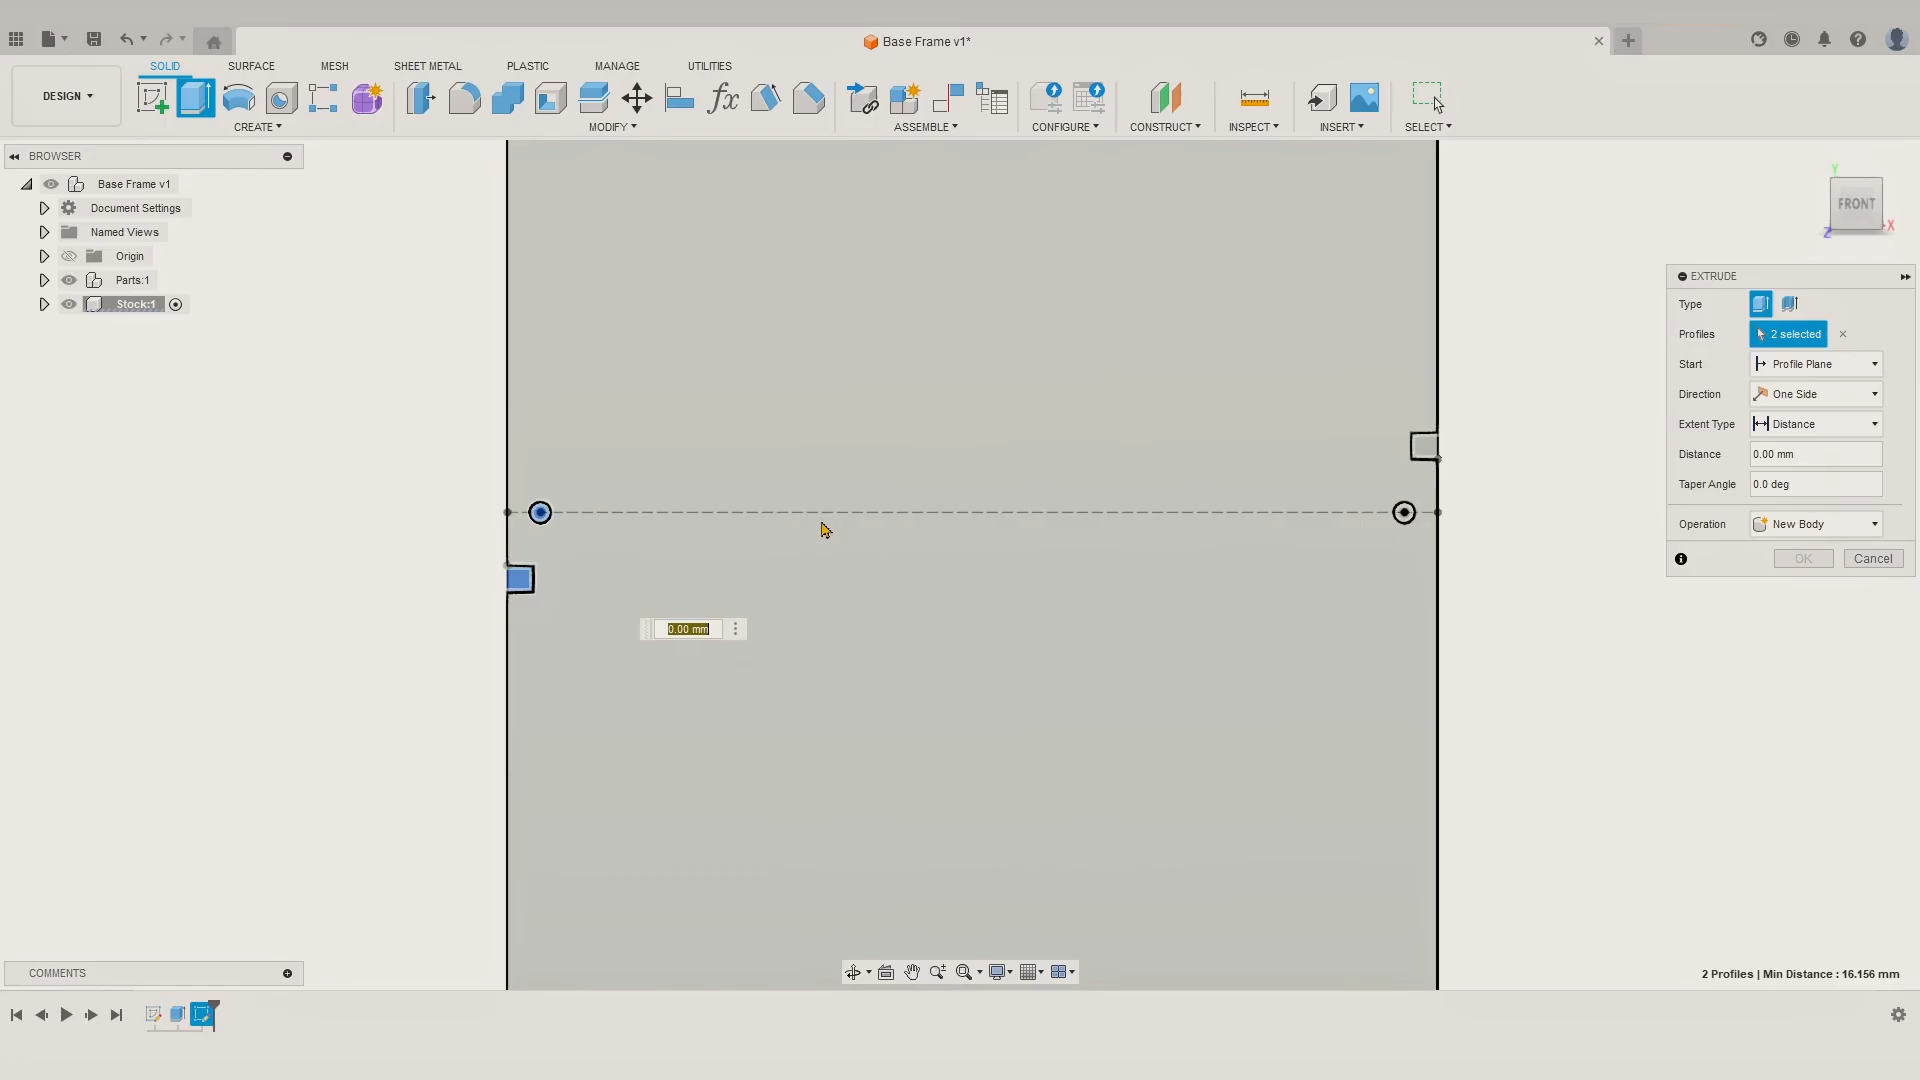 Base Frame v1*
DESIGN
SOLID
SURFACE
MESH
SHEET METAL
PLASTIC
MANAGE
UTILITIES
fx
CREATE
MODIFY
ASSEMBLE
CONFIGURE
CONSTRUCT
INSPECT
INSERT
SELECT
BROWSER
Base Frame v1
Document Settings
Named Views
Origin
Parts:1
Stock:1
Y
FRONT
X
Z
EXTRUDE
Type
Profiles 2 selected
Start Profile Plane
Direction One Side
Extent Type Distance
Distance 0.00 mm
Taper Angle 0.0 deg
Operation New Body
OK Cancel
0.00 mm
COMMENTS
2 Profiles | Min Distance : 16.156 mm